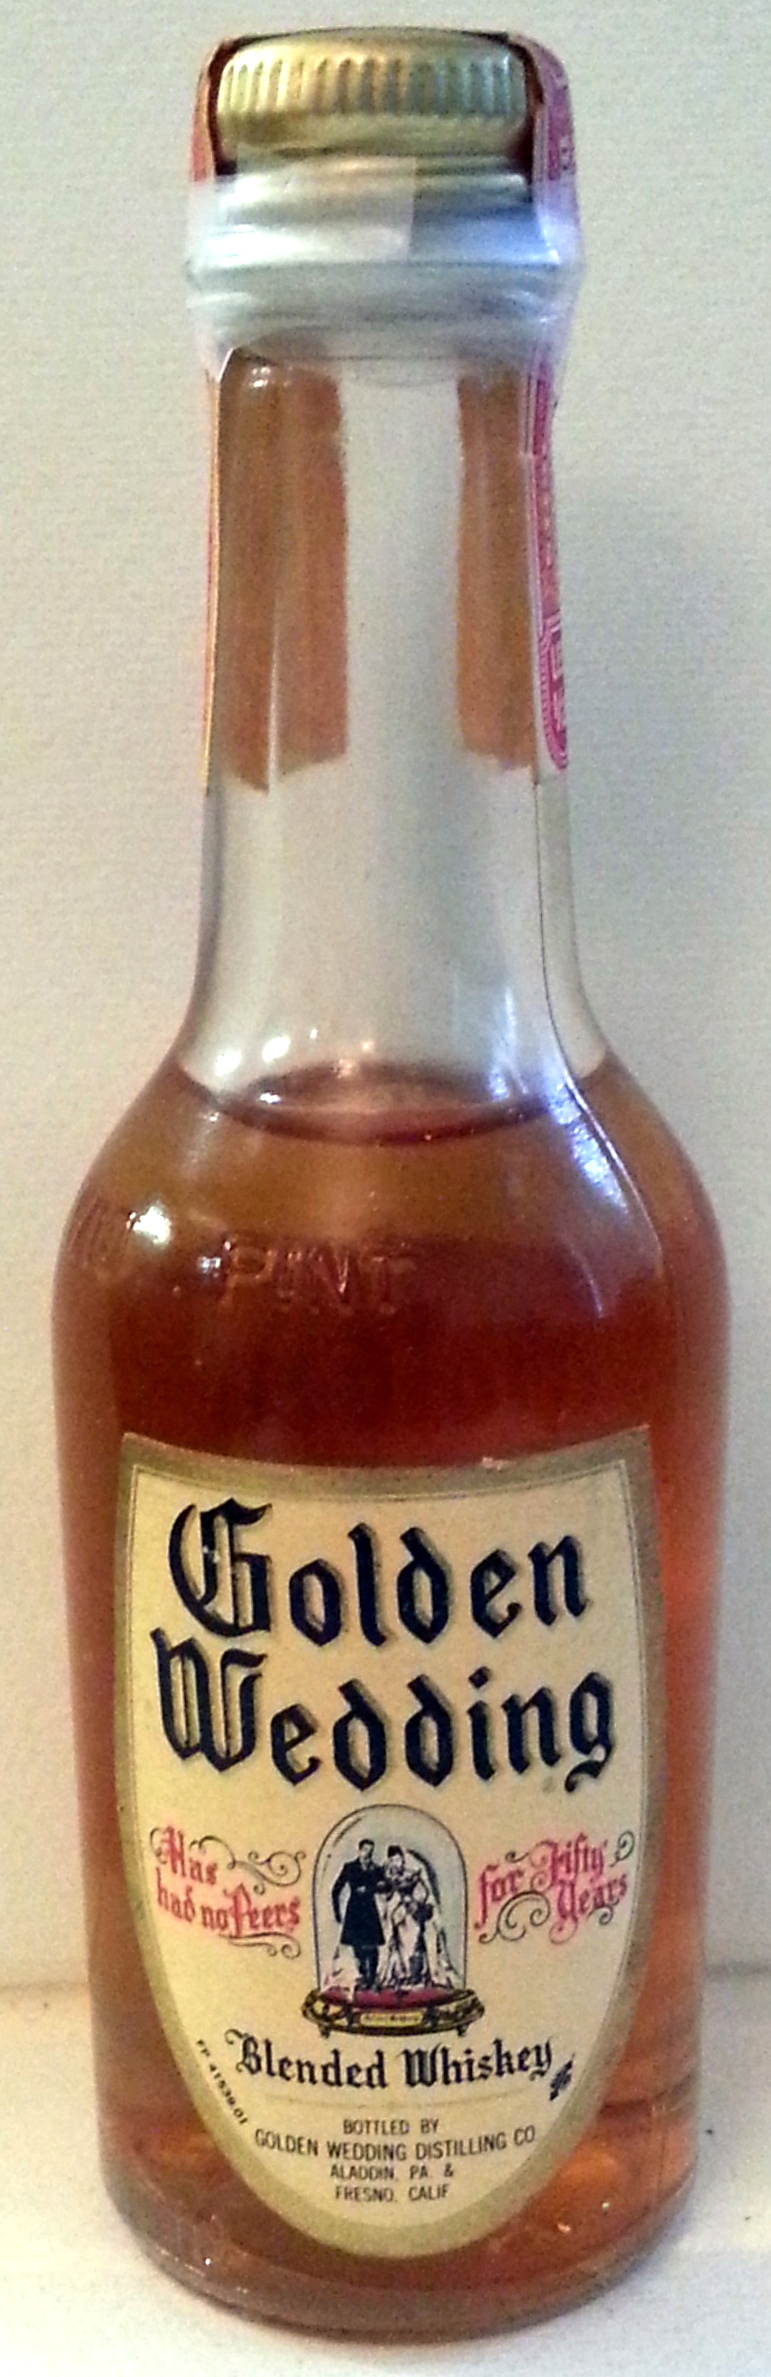 PINT
Golden
Wedding
Has
had no Peers
for Fifty
Years
Blended Whiskey
BOTTLED BY
GOLDEN WEDDING DISTILLING CO
ALADDIN, PA. &
FRESNO, CALIF